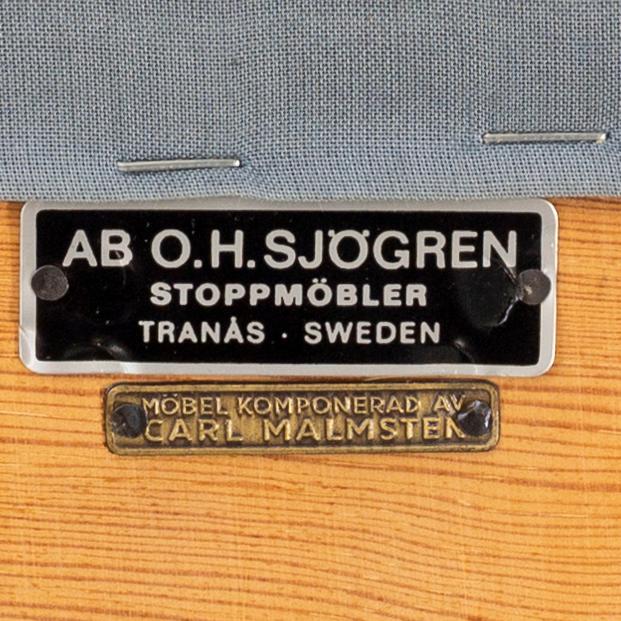 AB O.H. SJÖGREN
STOPPMÖBLER
TRANÅS · SWEDEN
MÖBEL KOMPONERAD AV
CARL MALMSTEN